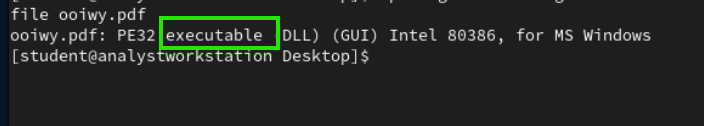 file ooiwy.pdf
ooiwy.pdf: PE32 executable (DLL) (GUI) Intel 80386, for MS Windows
[student@analystworkstation Desktop]$